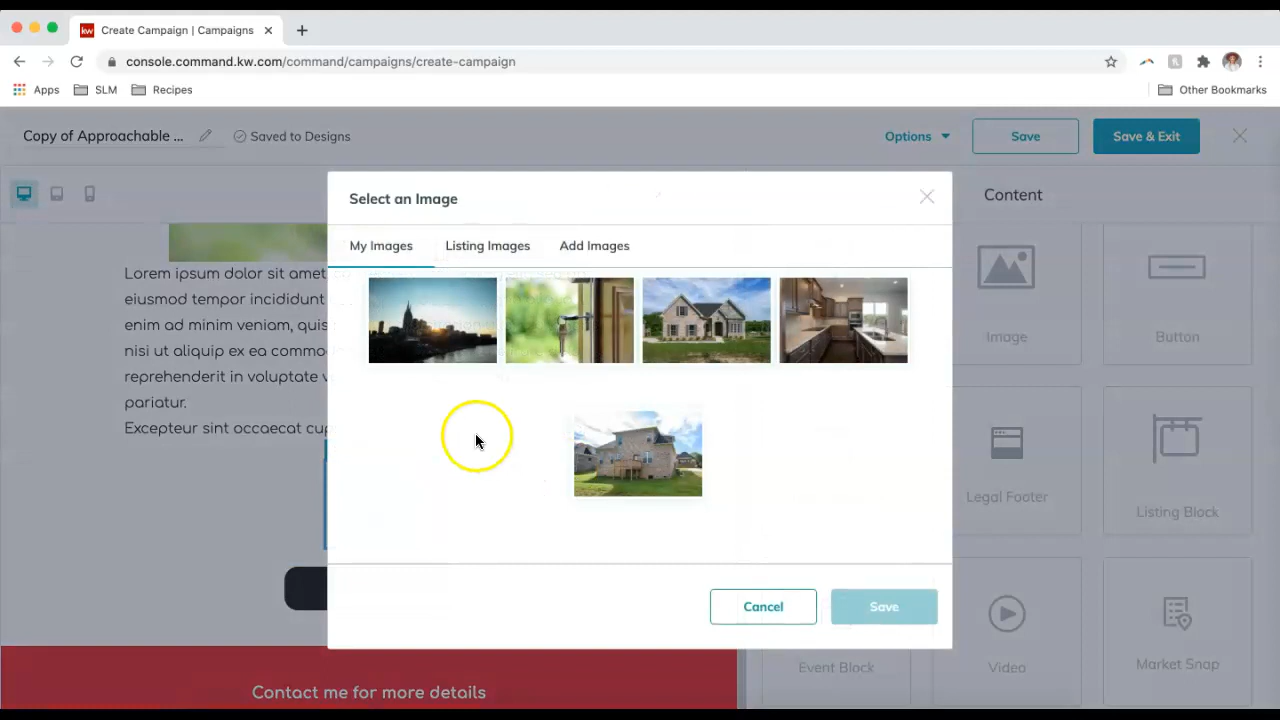 kw Create Campaign | Campaigns
console.command.kw.com/command/campaigns/create-campaign
Apps SLM Recipes Other Bookmarks
Copy of Approachable ... Saved to Designs Options Save Save & Exit
Select an Image
Content
My Images Listing Images Add Images
Lorem ipsum dolor sit amet
eiusmod tempor incididunt
enim ad minim veniam, quis
nisi ut aliquip ex ea commo
reprehenderit in voluptate v
pariatur.
Excepteur sint occaecat cup
Image Button
Legal Footer Listing Block
Cancel Save
Event Block Video Market Snap
Contact me for more details